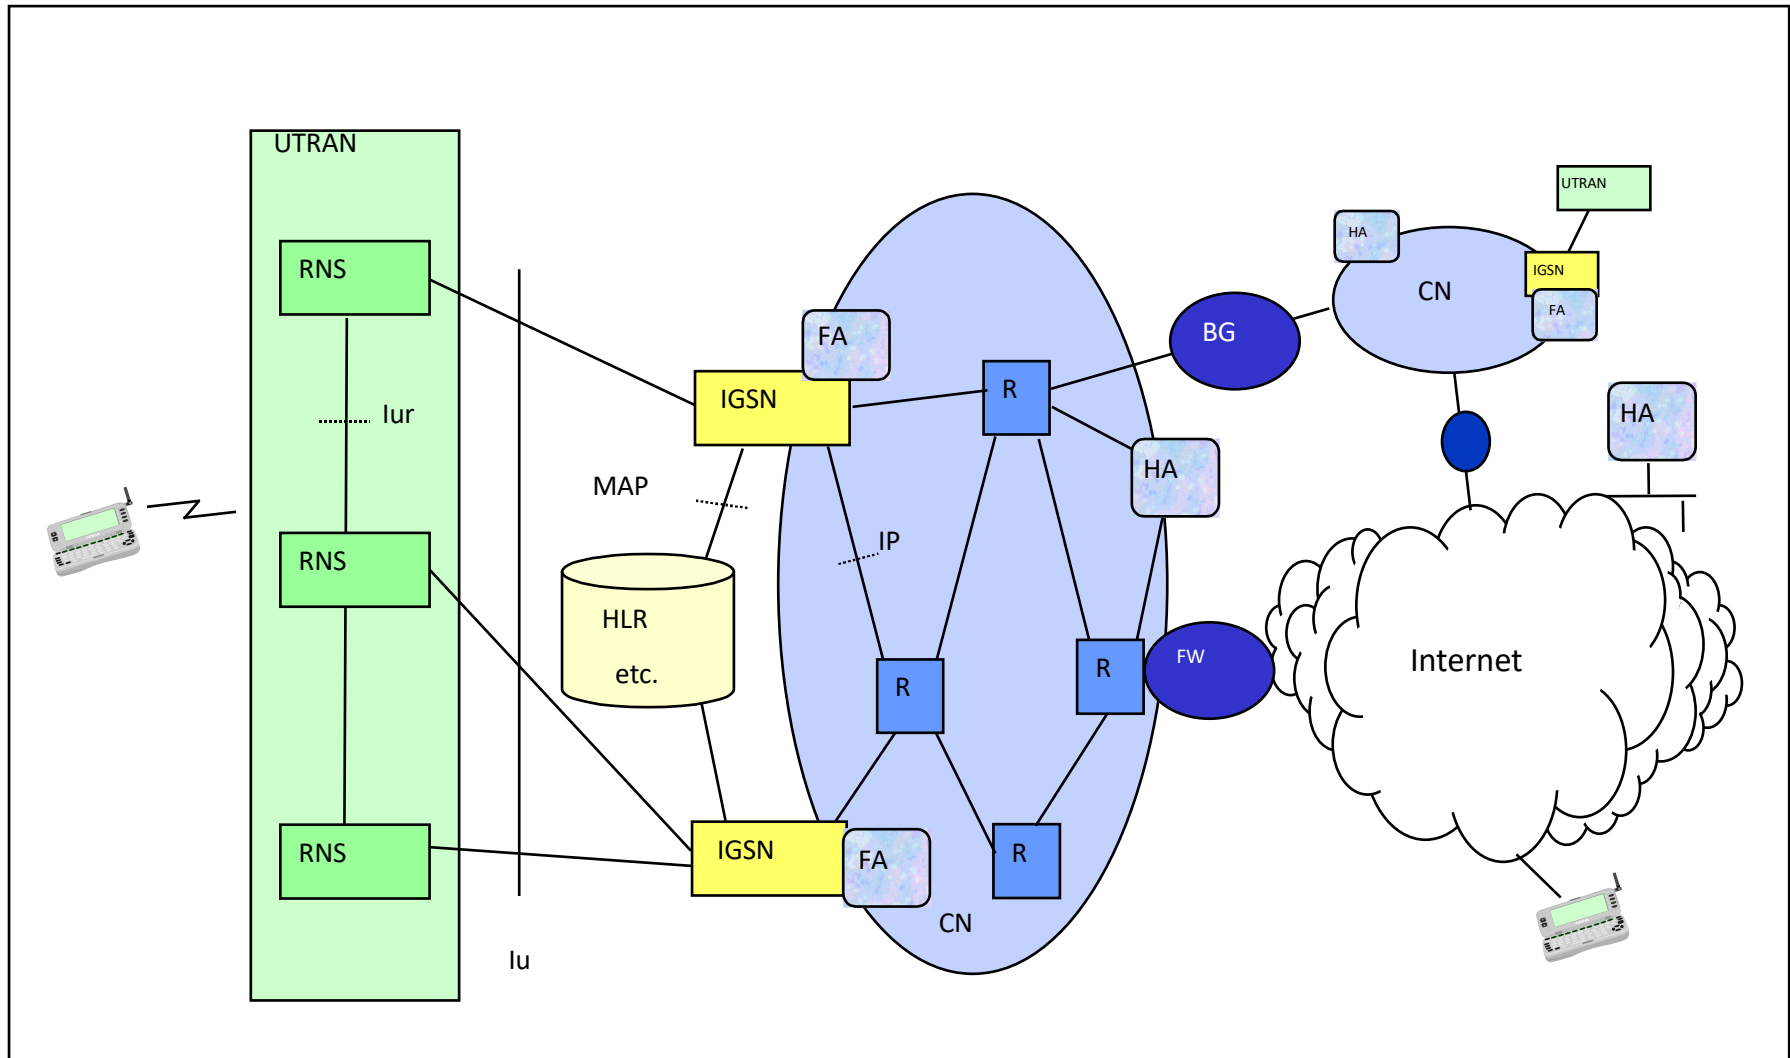 UTRAN
UTRAN
HA
RNS
IGSN
CN
FA
BG
FA
R
IGSN
HA
Iur
HA
MAP
IP
RNS
HLR
etc.
FW
R
R
Internet
RNS
IGSN
FA
R
CN
Iu